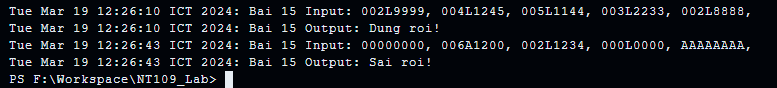 Tue Mar 19 12:26:10 ICT 2024: Bai 15 Input: 002L9999, 004L1245, 005L1144, 003L2233, 002L8888,
Tue Mar 19 12:26:10 ICT 2024: Bai 15 Output: Dung roi!
Tue Mar 19 12:26:43 ICT 2024: Bai 15 Input: 00000000, 006A1200, 002L1234, 000L0000, AAAAAAAA,
Tue Mar 19 12:26:43 ICT 2024: Bai 15 Output: Sai roi!
PS F:\Workspace\NT109_Lab>